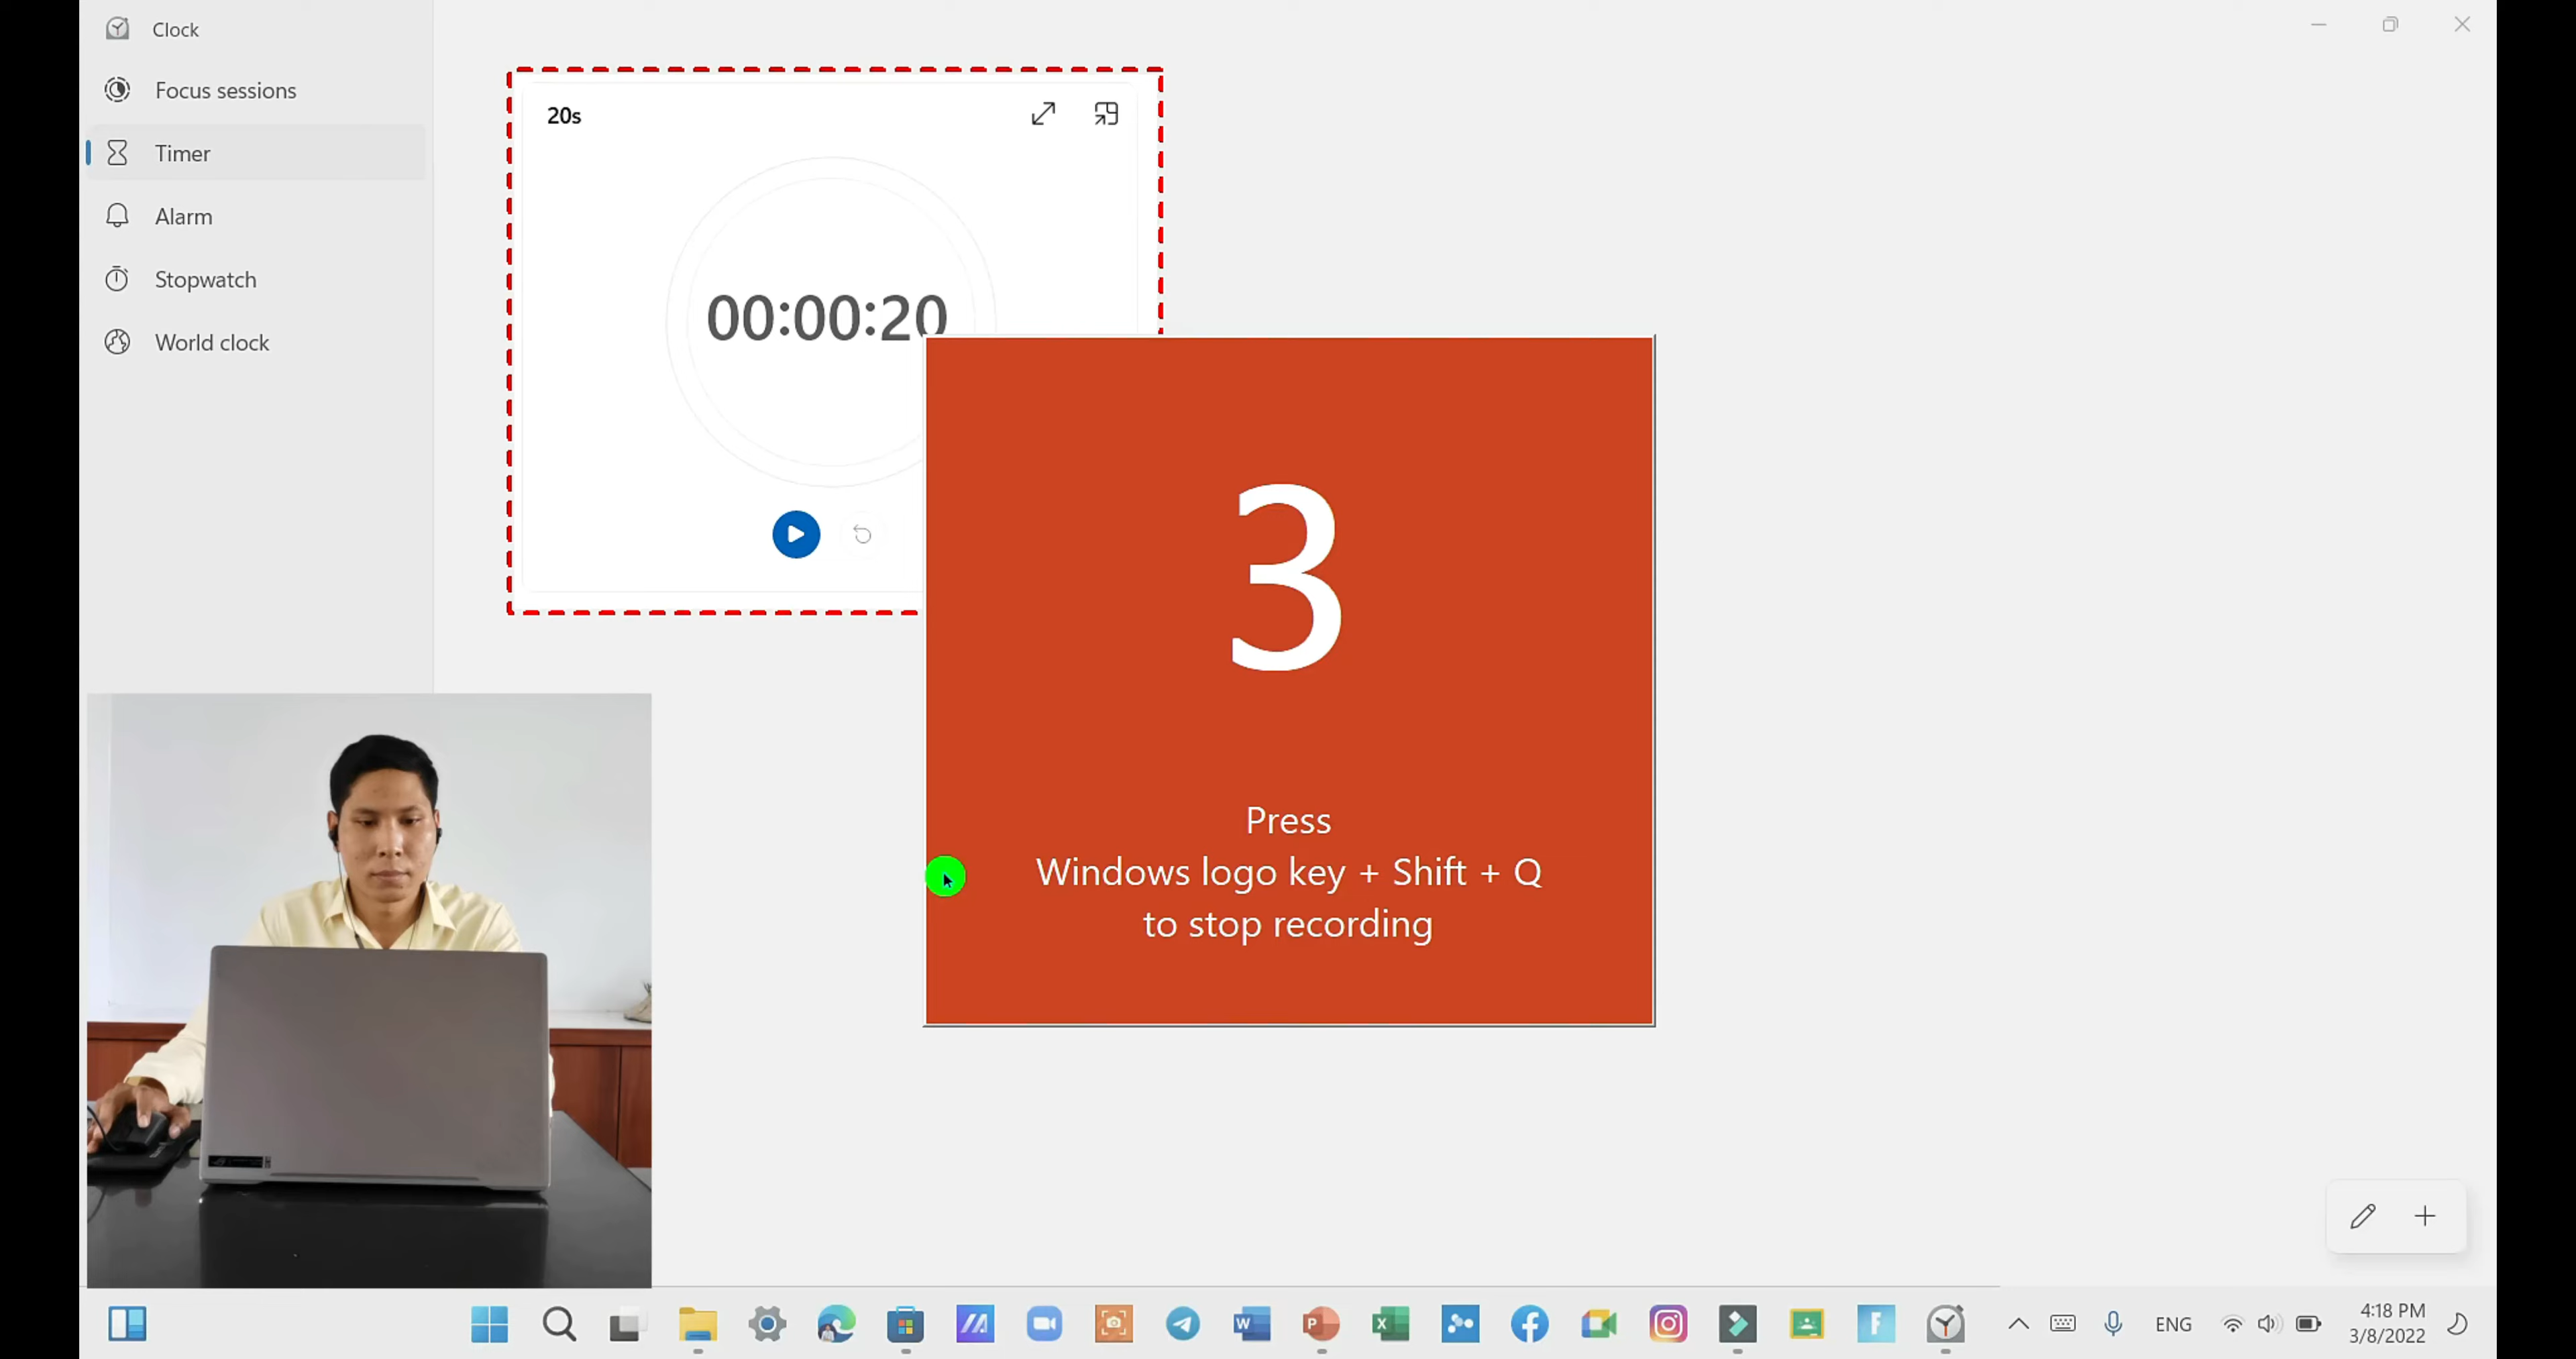 Clock
Focus sessions
Timer
Alarm
Stopwatch
World clock
20s
00:00:20
3
Press
Windows logo key + Shift + Q
to stop recording
ENG
4:18 PM
3/8/2022